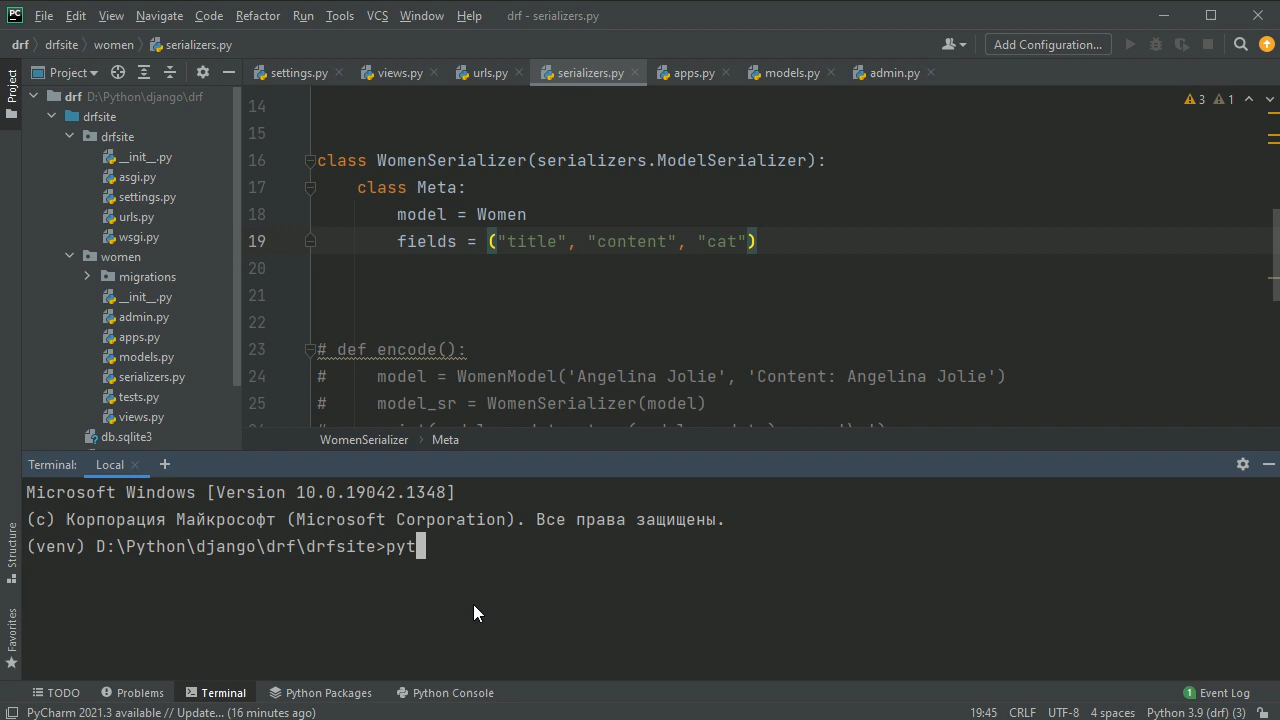 PC File Edit View Navigate Code Refactor Run Tools VCS Window Help drf - serializers.py
drf drfsite women serializers.py Add Configuration...
Project
Project settings.py views.py urls.py serializers.py apps.py models.py admin.py
drf D:\Python\django\drf
drfsite
drfsite
__init__.py
asgi.py
settings.py
urls.py
wsgi.py
women
migrations
__init__.py
admin.py
apps.py
models.py
serializers.py
tests.py
views.py
db.sqlite3
3 1
14
15
16 class WomenSerializer(serializers.ModelSerializer):
17 class Meta:
18 model = Women
19 fields = ("title", "content", "cat")
20
21
22
23 # def encode():
24 # model = WomenModel('Angelina Jolie', 'Content: Angelina Jolie')
25 # model_sr = WomenSerializer(model)
WomenSerializer Meta
Terminal: Local
Microsoft Windows [Version 10.0.19042.1348]
(c) Корпорация Майкрософт (Microsoft Corporation). Все права защищены.
(venv) D:\Python\django\drf\drfsite>pyt
Structure
Favorites
TODO Problems Terminal Python Packages Python Console 1 Event Log
PyCharm 2021.3 available // Update... (16 minutes ago) 19:45 CRLF UTF-8 4 spaces Python 3.9 (drf) (3)